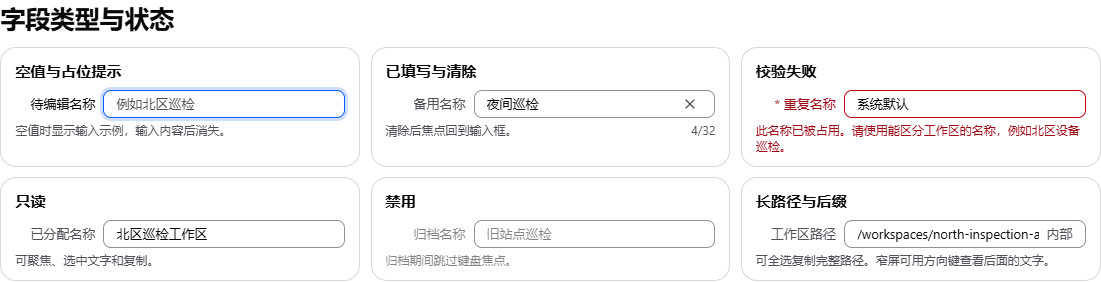 字段类型与状态
空值与占位提示
待编辑名称 例如北区巡检
空值时显示输入示例，输入内容后消失。
已填写与清除
备用名称 夜间巡检
清除后焦点回到输入框。 4/32
校验失败
* 重复名称 系统默认
此名称已被占用。请使用能区分工作区的名称，例如北区设备
巡检。
只读
已分配名称 北区巡检工作区
可聚焦、选中文字和复制。
禁用
归档名称 旧站点巡检
归档期间跳过键盘焦点。
长路径与后缀
工作区路径 /workspaces/north-inspection-a 内部
可全选复制完整路径。窄屏可用方向键查看后面的文字。